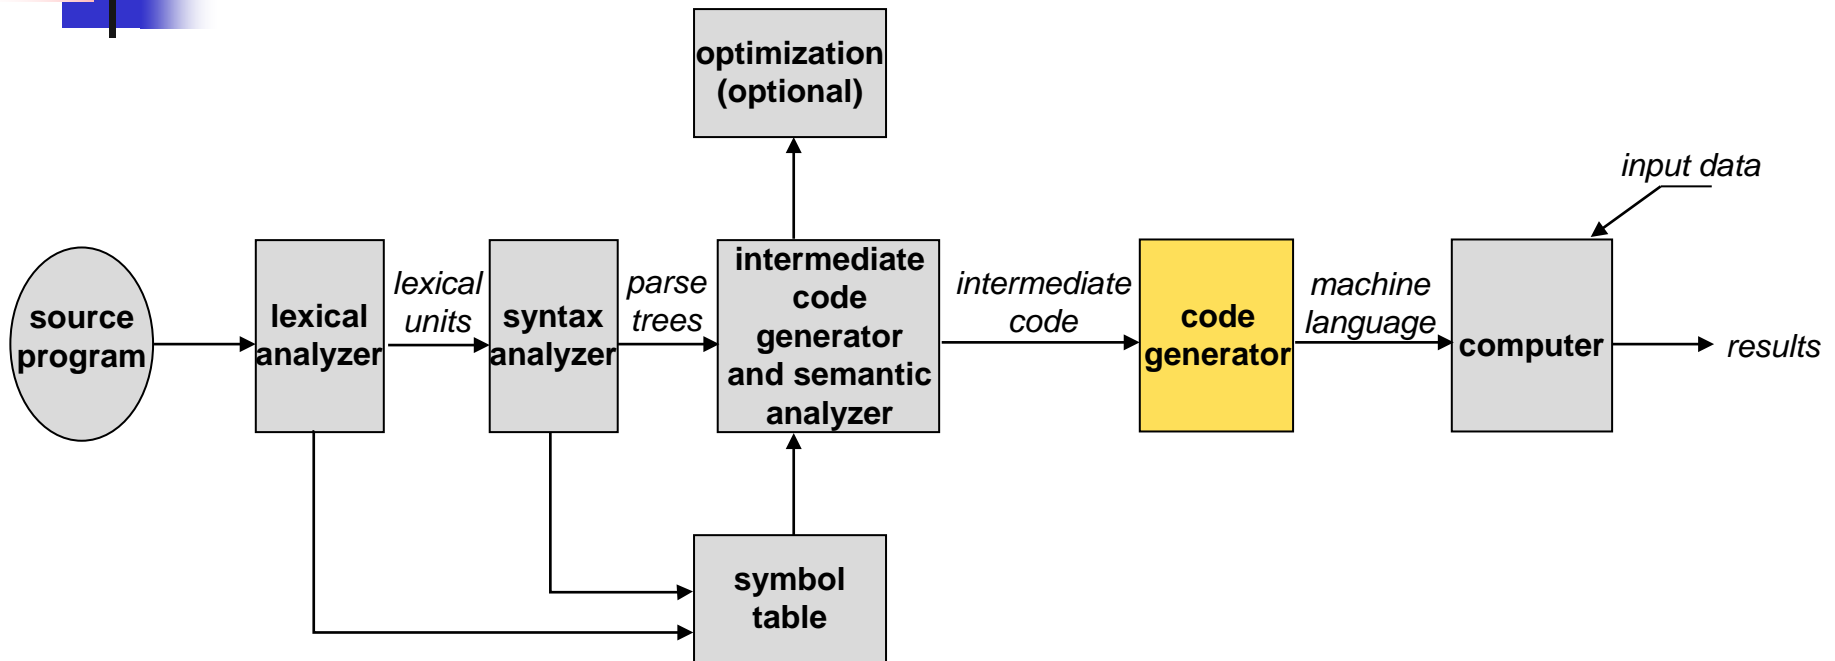 optimization
(optional)
input data
source
program
lexical
analyzer
lexical
units
syntax
analyzer
parse
trees
intermediate
code
generator
and semantic
analyzer
intermediate
code
code
generator
machine
language
computer
results
symbol
table